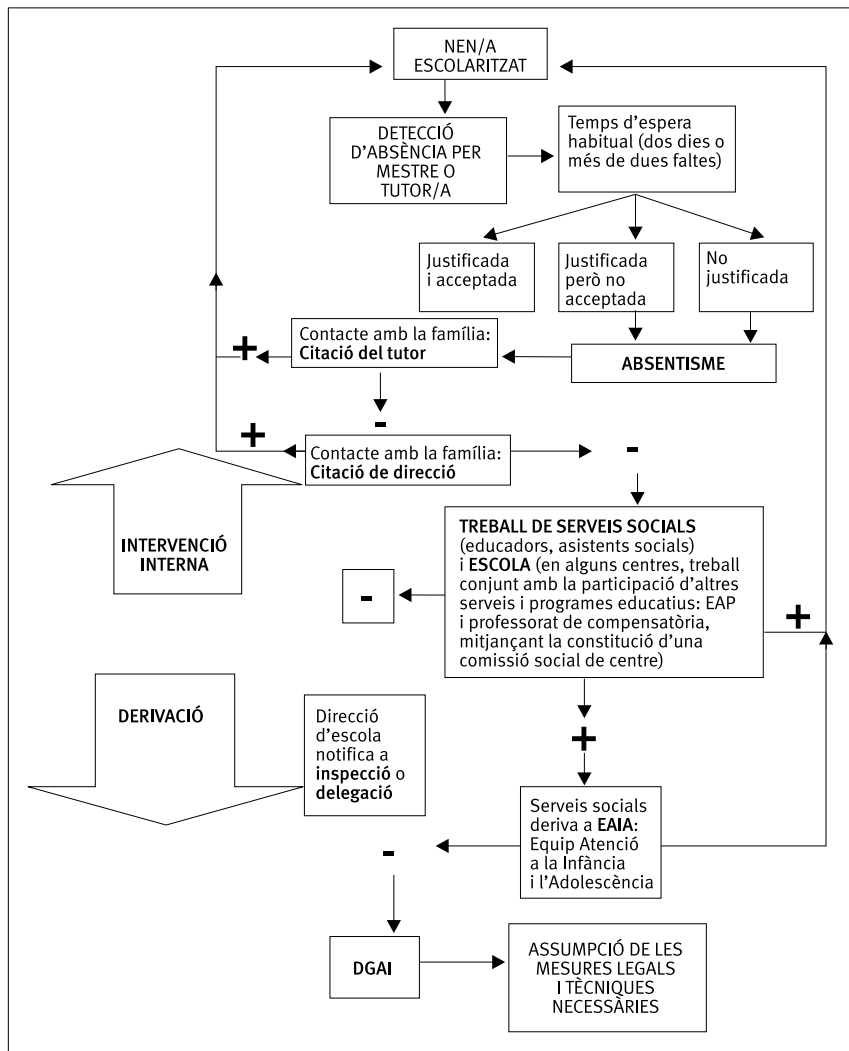 NEN/A
ESCOLARITZAT
DETECCIÓ
D'ABSÈNCIA PER
MESTRE O
TUTOR/A
Temps d'espera
habitual (dos dies o
més de dues faltes)
Justificada
i acceptada
Justificada
però no
acceptada
No
justificada
ABSENTISME
Contacte amb la família:
Citació del tutor
+
-
+
Contacte amb la família:
Citació de direcció
-
INTERVENCIÓ
INTERNA
TREBALL DE SERVEIS SOCIALS
(educadors, asistents socials)
i ESCOLA (en alguns centres, treball
conjunt amb la participació d'altres
serveis i programes educatius: EAP
i professorat de compensatòria,
mitjançant la constitució d'una
comissió social de centre)
-
+
+
DERIVACIÓ
Direcció
d'escola
notifica a
inspecció o
delegació
Serveis socials
deriva a EAIA:
Equip Atenció
a la Infància
i l'Adolescència
-
DGAI
ASSUMPCIÓ DE LES
MESURES LEGALS
I TÈCNIQUES
NECESSÀRIES